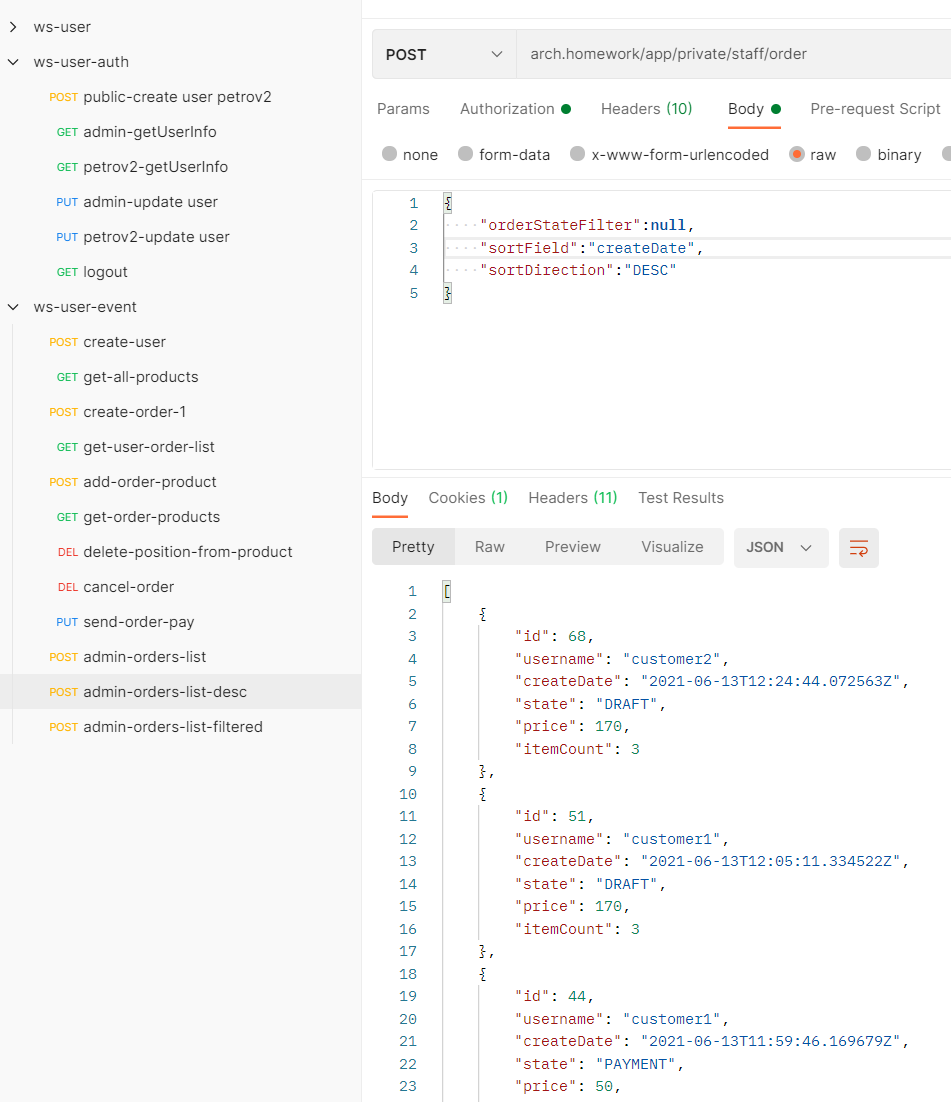 ws-user
ws-user-auth
POST public-create user petrov2
GET admin-getUserInfo
GET petrov2-getUserInfo
PUT admin-update user
PUT petrov2-update user
GET logout
ws-user-event
POST create-user
GET get-all-products
POST create-order-1
GET get-user-order-list
POST add-order-product
GET get-order-products
DEL delete-position-from-product
DEL cancel-order
PUT send-order-pay
POST admin-orders-list
POST admin-orders-list-desc
POST admin-orders-list-filtered
POST arch.homework/app/private/staff/order
Params Authorization Headers (10) Body Pre-request Script
none form-data x-www-form-urlencoded raw binary
1 {
2 ····"orderStateFilter":null,
3 ····"sortField":"createDate",
4 ····"sortDirection":"DESC"
5 }
Body Cookies (1) Headers (11) Test Results
Pretty Raw Preview Visualize JSON
1 [
2 {
3 "id": 68,
4 "username": "customer2",
5 "createDate": "2021-06-13T12:24:44.072563Z",
6 "state": "DRAFT",
7 "price": 170,
8 "itemCount": 3
9 },
10 {
11 "id": 51,
12 "username": "customer1",
13 "createDate": "2021-06-13T12:05:11.334522Z",
14 "state": "DRAFT",
15 "price": 170,
16 "itemCount": 3
17 },
18 {
19 "id": 44,
20 "username": "customer1",
21 "createDate": "2021-06-13T11:59:46.169679Z",
22 "state": "PAYMENT",
23 "price": 50,